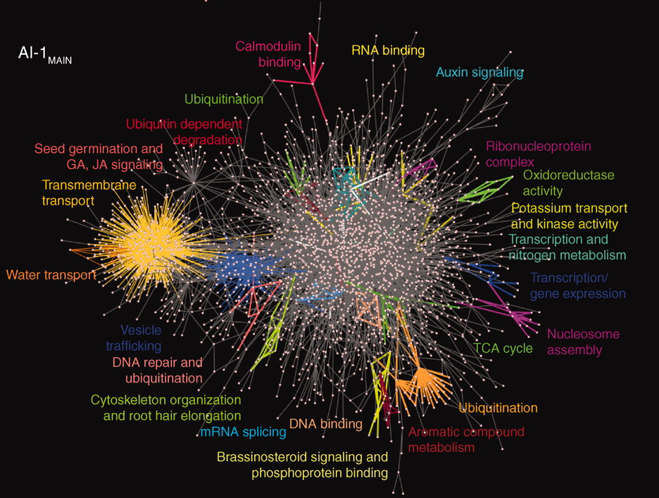 AI-1MAIN
Calmodulin
binding
RNA binding
Auxin signaling
Ubiquitination
Ubiquitin dependent
degradation
Seed germination and
GA, JA signaling
Transmembrane
transport
Water transport
Ribonucleoprotein
complex
Oxidoreductase
activity
Potassium transport
and kinase activity
Transcription and
nitrogen metabolism
Transcription/
gene expression
Nucleosome
assembly
TCA cycle
Vesicle
trafficking
DNA repair and
ubiquitination
Cytoskeleton organization
and root hair elongation
mRNA splicing
DNA binding
Ubiquitination
Aromatic compound
metabolism
Brassinosteroid signaling and
phosphoprotein binding